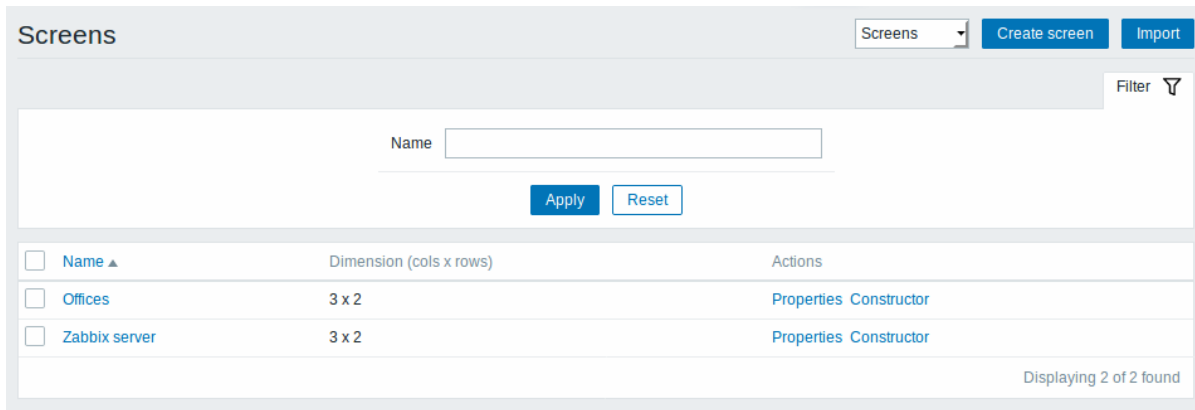 Screens Screens Create screen Import
Filter
Name
Apply Reset
Name Dimension (cols x rows) Actions
Offices 3 x 2 Properties Constructor
Zabbix server 3 x 2 Properties Constructor
Displaying 2 of 2 found